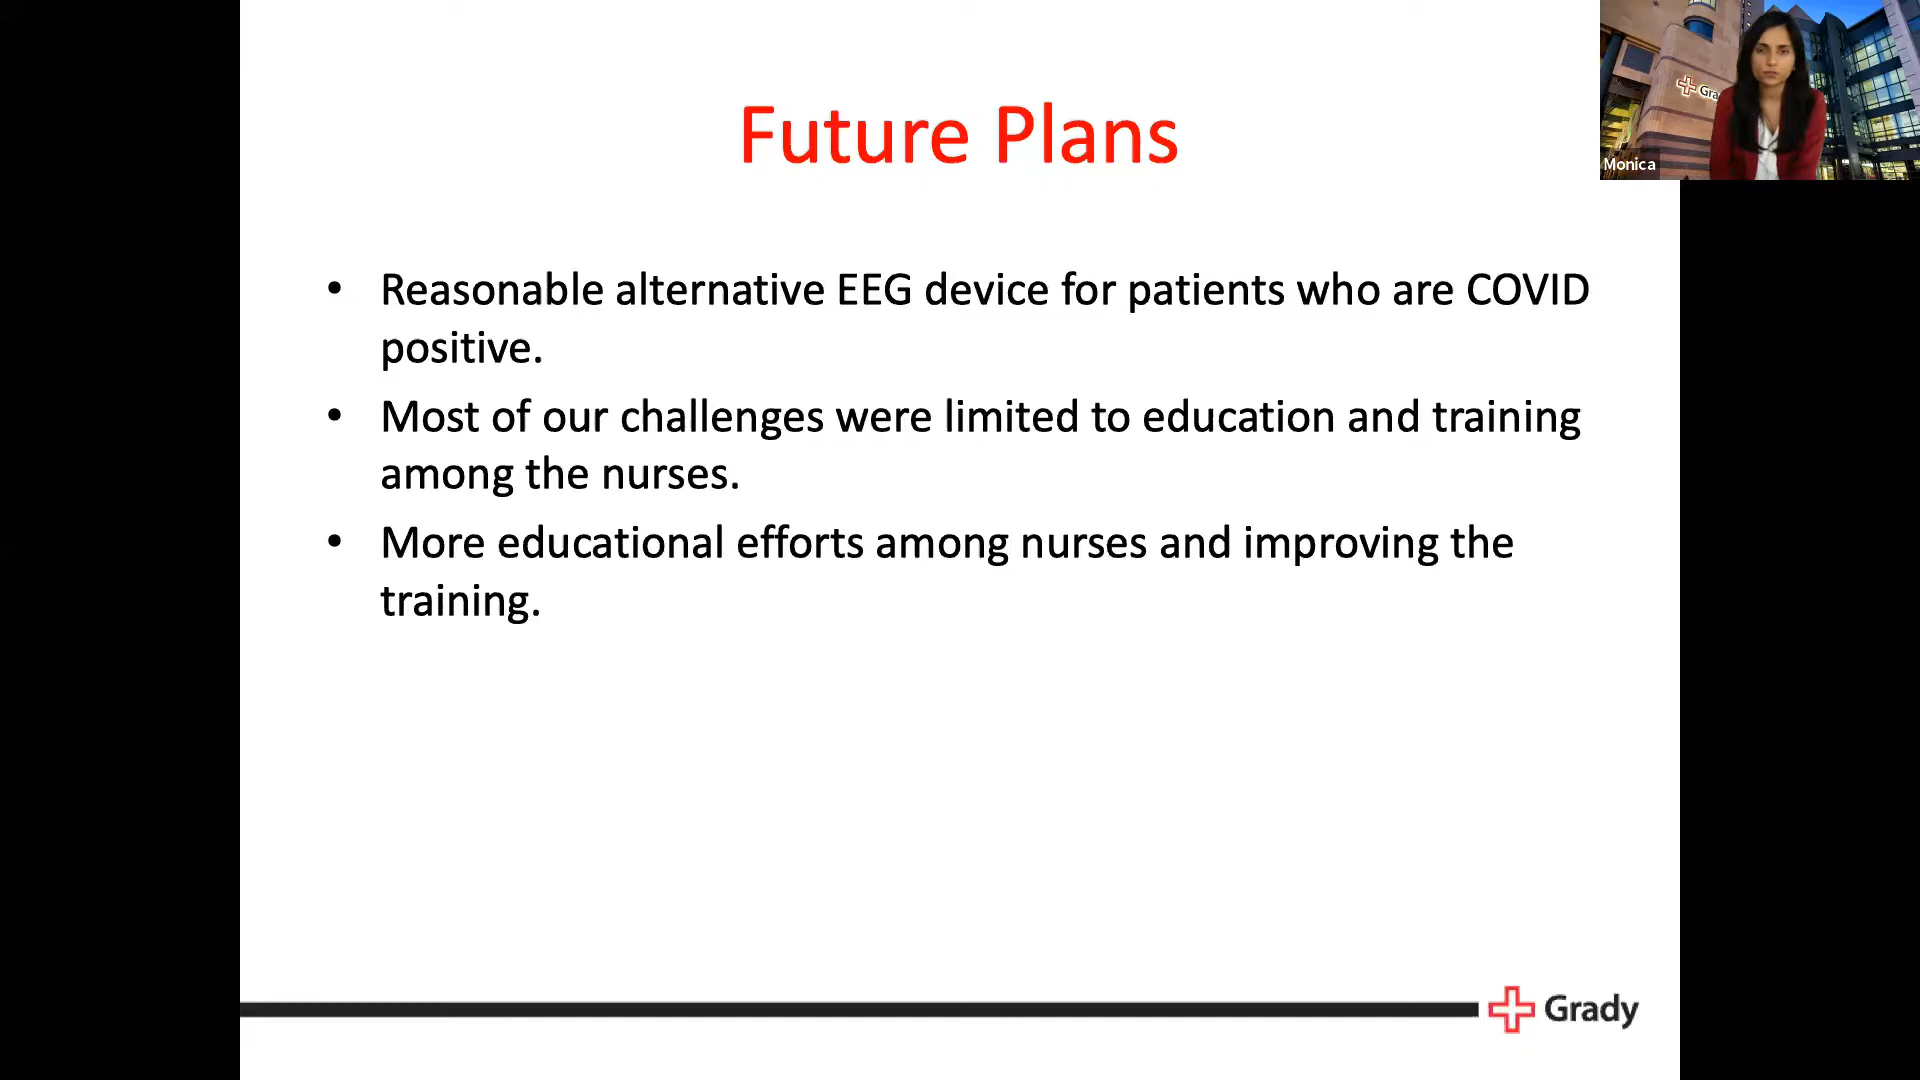 Future Plans
Gra
Monica
• Reasonable alternative EEG device for patients who are COVID
positive.
• Most of our challenges were limited to education and training
among the nurses.
• More educational efforts among nurses and improving the
training.
Grady